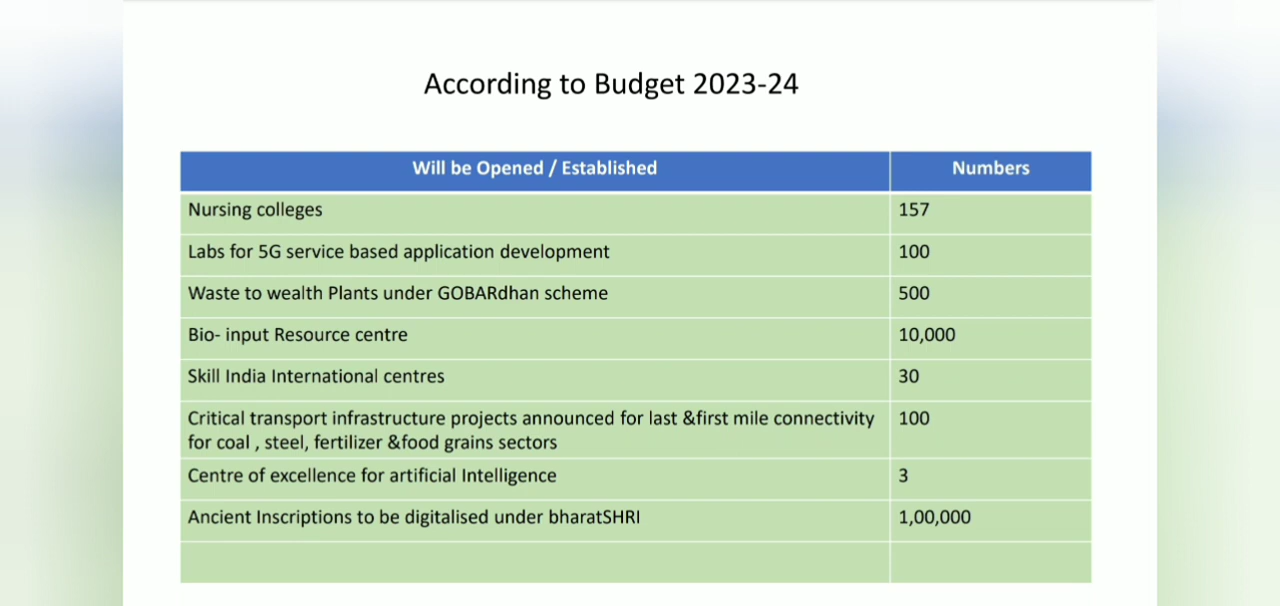 According to Budget 2023-24
Will be Opened / Established Numbers
Nursing colleges 157
Labs for 5G service based application development 100
Waste to wealth Plants under GOBARdhan scheme 500
Bio- input Resource centre 10,000
Skill India International centres 30
Critical transport infrastructure projects announced for last &first mile connectivity 100
for coal , steel, fertilizer &food grains sectors
Centre of excellence for artificial Intelligence 3
Ancient Inscriptions to be digitalised under bharatSHRI 1,00,000